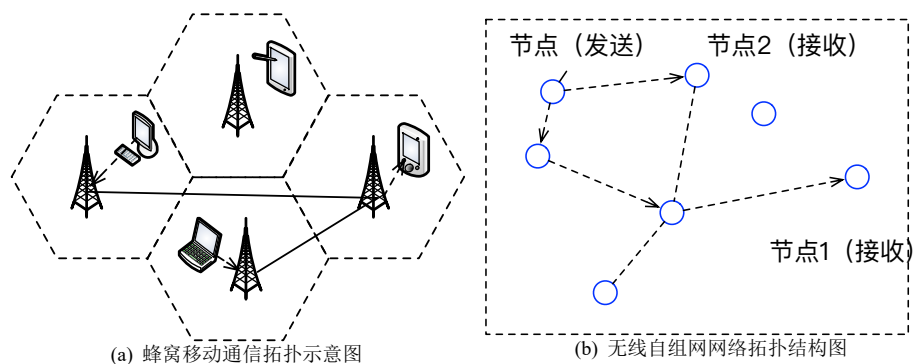 节点（发送）
节点2（接收）
节点1（接收）
(a) 蜂窝移动通信拓扑示意图
(b) 无线自组网网络拓扑结构图